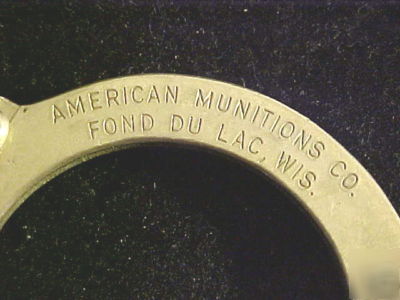 AMERICAN MUNITIONS CO.
FOND DU LAC, WIS.